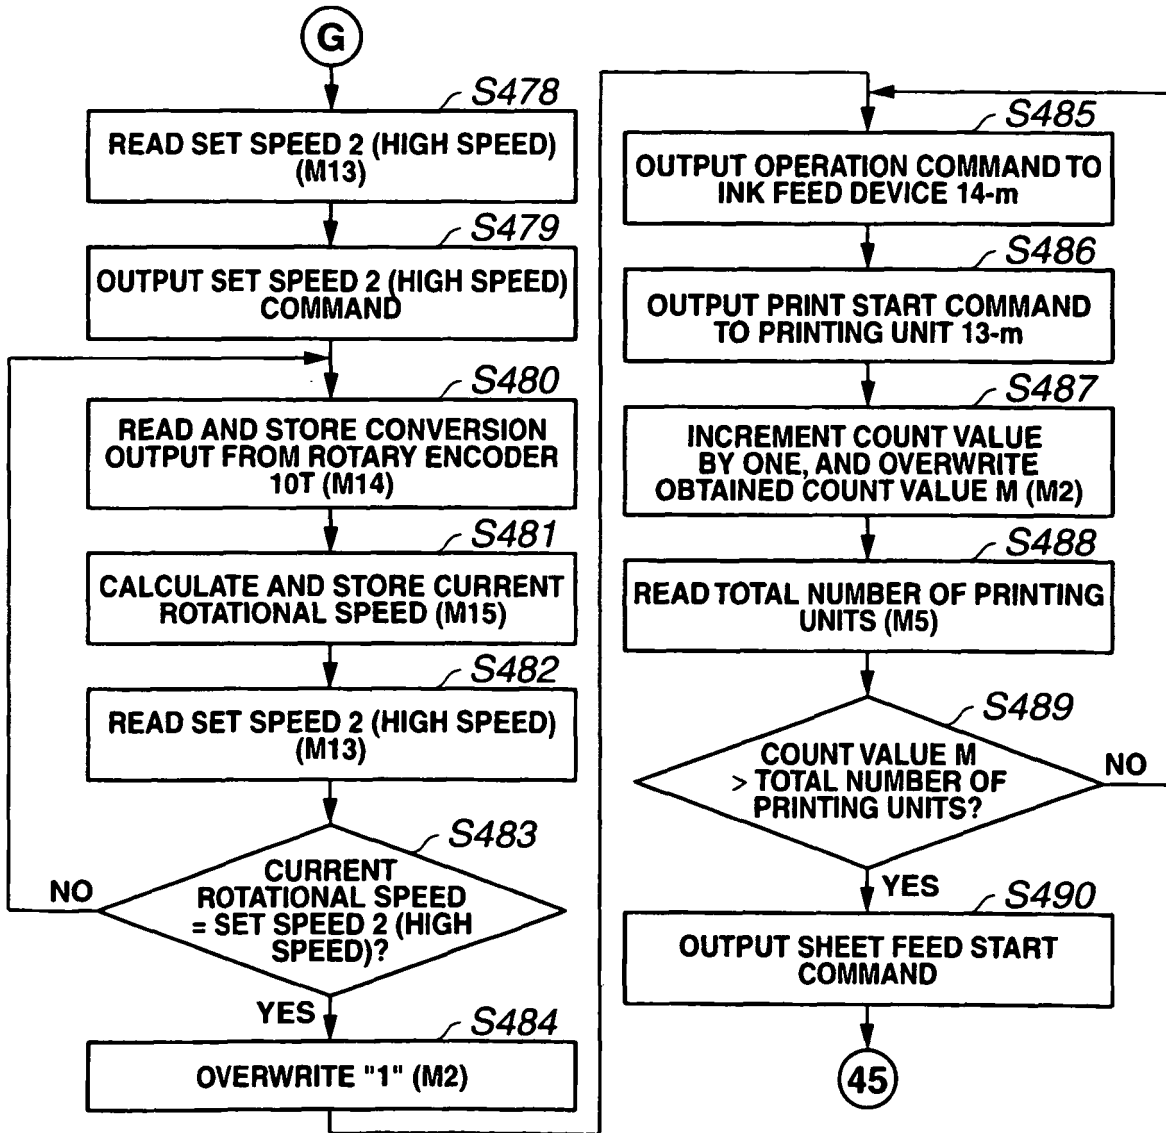 G
S478
READ SET SPEED 2 (HIGH SPEED)
(M13)
S479
OUTPUT SET SPEED 2 (HIGH SPEED)
COMMAND
S480
READ AND STORE CONVERSION
OUTPUT FROM ROTARY ENCODER
10T (M14)
S481
CALCULATE AND STORE CURRENT
ROTATIONAL SPEED (M15)
S482
READ SET SPEED 2 (HIGH SPEED)
(M13)
S483
CURRENT
ROTATIONAL SPEED
= SET SPEED 2 (HIGH
SPEED)?
NO
YES
S484
OVERWRITE "1" (M2)
S485
OUTPUT OPERATION COMMAND TO
INK FEED DEVICE 14-m
S486
OUTPUT PRINT START COMMAND
TO PRINTING UNIT 13-m
S487
INCREMENT COUNT VALUE
BY ONE, AND OVERWRITE
OBTAINED COUNT VALUE M (M2)
S488
READ TOTAL NUMBER OF PRINTING
UNITS (M5)
S489
COUNT VALUE M
> TOTAL NUMBER OF
PRINTING UNITS?
NO
YES
S490
OUTPUT SHEET FEED START
COMMAND
45